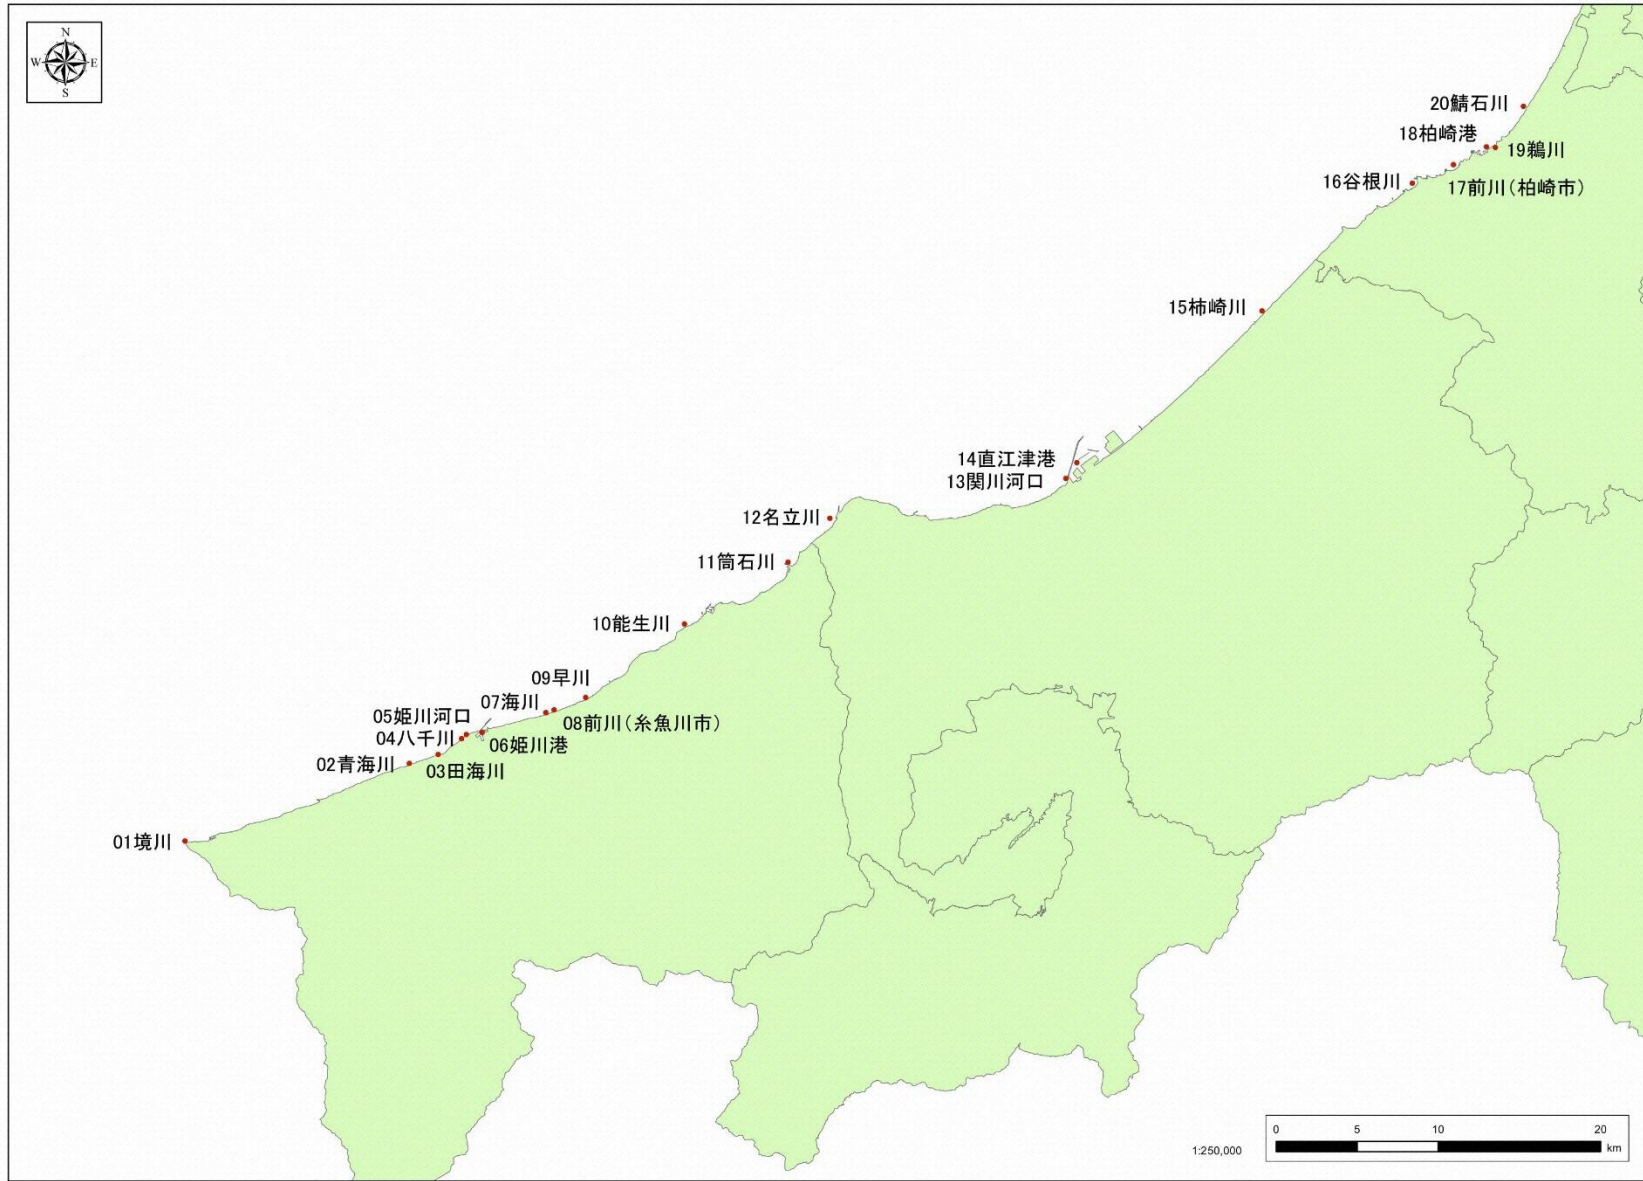 N
W E
S
20鯖石川
18柏崎港
19鵜川
16谷根川
17前川(柏崎市)
15柿崎川
14直江津港
13関川河口
12名立川
11筒石川
10能生川
09早川
07海川
05姫川河口
08前川(糸魚川市)
04八千川
06姫川港
02青海川
03田海川
01境川
0 5 10 20
km
1:250,000